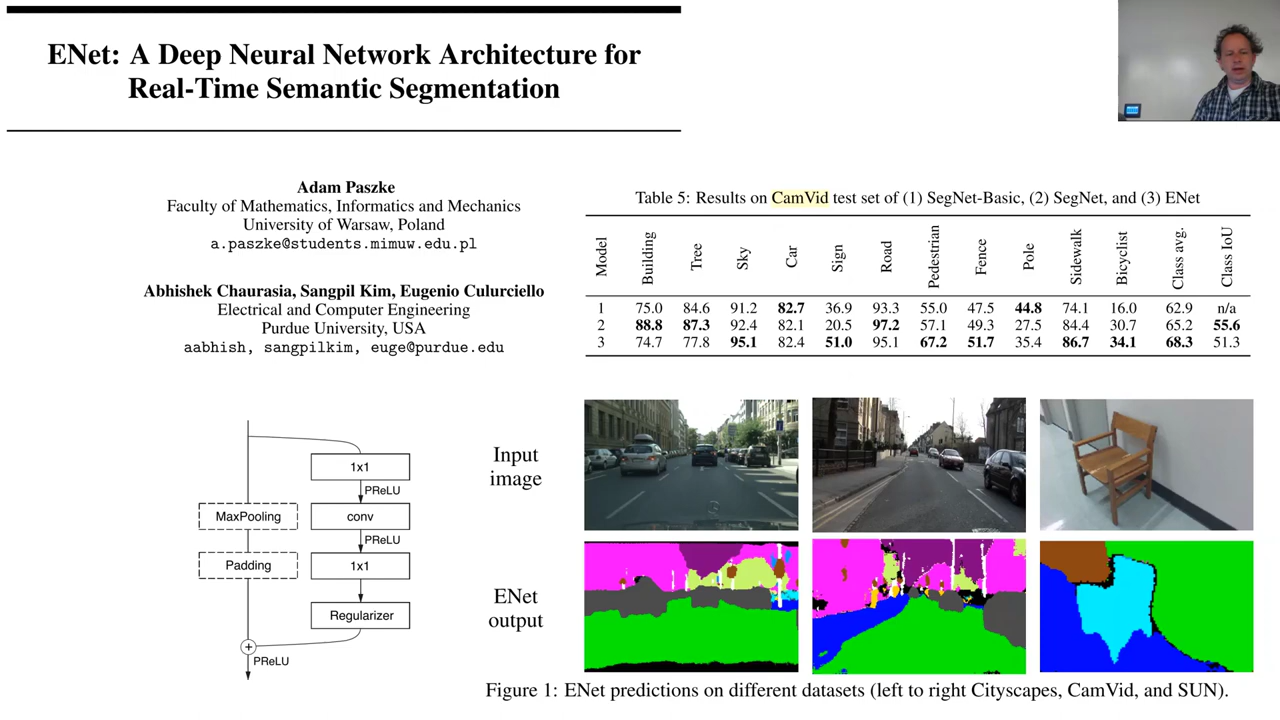 ENet: A Deep Neural Network Architecture for
Real-Time Semantic Segmentation
Adam Paszke
Faculty of Mathematics, Informatics and Mechanics
University of Warsaw, Poland
a.paszke@students.mimuw.edu.pl
Abhishek Chaurasia, Sangpil Kim, Eugenio Culurciello
Electrical and Computer Engineering
Purdue University, USA
aabhish, sangpilkim, euge@purdue.edu
Table 5: Results on CamVid test set of (1) SegNet-Basic, (2) SegNet, and (3) ENet
Model Building Tree Sky Car Sign Road Pedestrian Fence Pole Sidewalk Bicyclist Class avg. Class IoU
1 75.0 84.6 91.2 82.7 36.9 93.3 55.0 47.5 44.8 74.1 16.0 62.9 n/a
2 88.8 87.3 92.4 82.1 20.5 97.2 57.1 49.3 27.5 84.4 30.7 65.2 55.6
3 74.7 77.8 95.1 82.4 51.0 95.1 67.2 51.7 35.4 86.7 34.1 68.3 51.3
1x1
PReLU
MaxPooling
conv
PReLU
Padding
1x1
Regularizer
+
PReLU
Input
image
ENet
output
Figure 1: ENet predictions on different datasets (left to right Cityscapes, CamVid, and SUN).